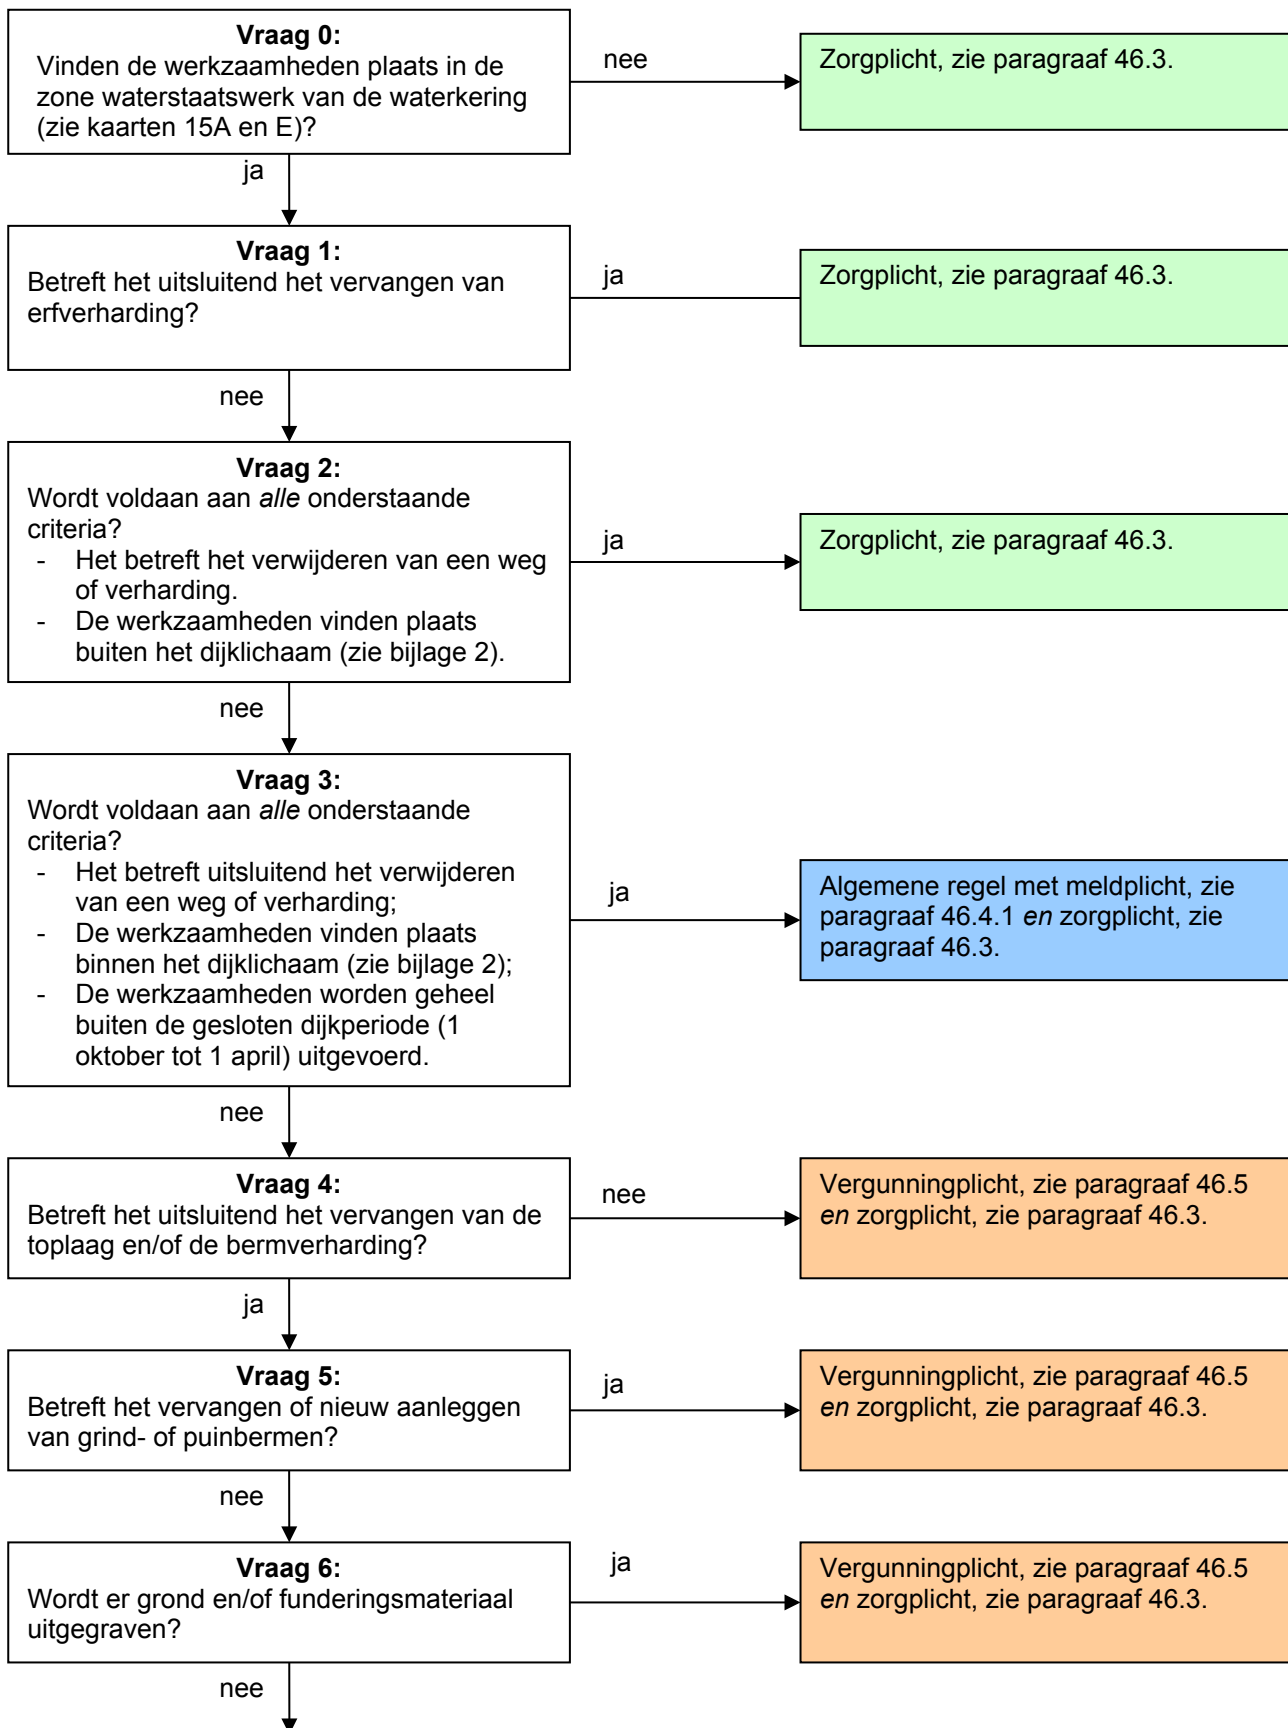 Vraag 0:
Vinden de werkzaamheden plaats in de
zone waterstaatswerk van de waterkering
(zie kaarten 15A en E)?
nee
Zorgplicht, zie paragraaf 46.3.
ja
Vraag 1:
Betreft het uitsluitend het vervangen van
erfverharding?
ja
Zorgplicht, zie paragraaf 46.3.
nee
Vraag 2:
Wordt voldaan aan alle onderstaande
criteria?
- Het betreft het verwijderen van een weg
of verharding.
- De werkzaamheden vinden plaats
buiten het dijklichaam (zie bijlage 2).
ja
Zorgplicht, zie paragraaf 46.3.
nee
Vraag 3:
Wordt voldaan aan alle onderstaande
criteria?
- Het betreft uitsluitend het verwijderen
van een weg of verharding;
- De werkzaamheden vinden plaats
binnen het dijklichaam (zie bijlage 2);
- De werkzaamheden worden geheel
buiten de gesloten dijkperiode (1
oktober tot 1 april) uitgevoerd.
ja
Algemene regel met meldplicht, zie
paragraaf 46.4.1 en zorgplicht, zie
paragraaf 46.3.
nee
Vraag 4:
Betreft het uitsluitend het vervangen van de
toplaag en/of de bermverharding?
nee
Vergunningplicht, zie paragraaf 46.5
en zorgplicht, zie paragraaf 46.3.
ja
Vraag 5:
Betreft het vervangen of nieuw aanleggen
van grind- of puinbermen?
ja
Vergunningplicht, zie paragraaf 46.5
en zorgplicht, zie paragraaf 46.3.
nee
Vraag 6:
Wordt er grond en/of funderingsmateriaal
uitgegraven?
ja
Vergunningplicht, zie paragraaf 46.5
en zorgplicht, zie paragraaf 46.3.
nee